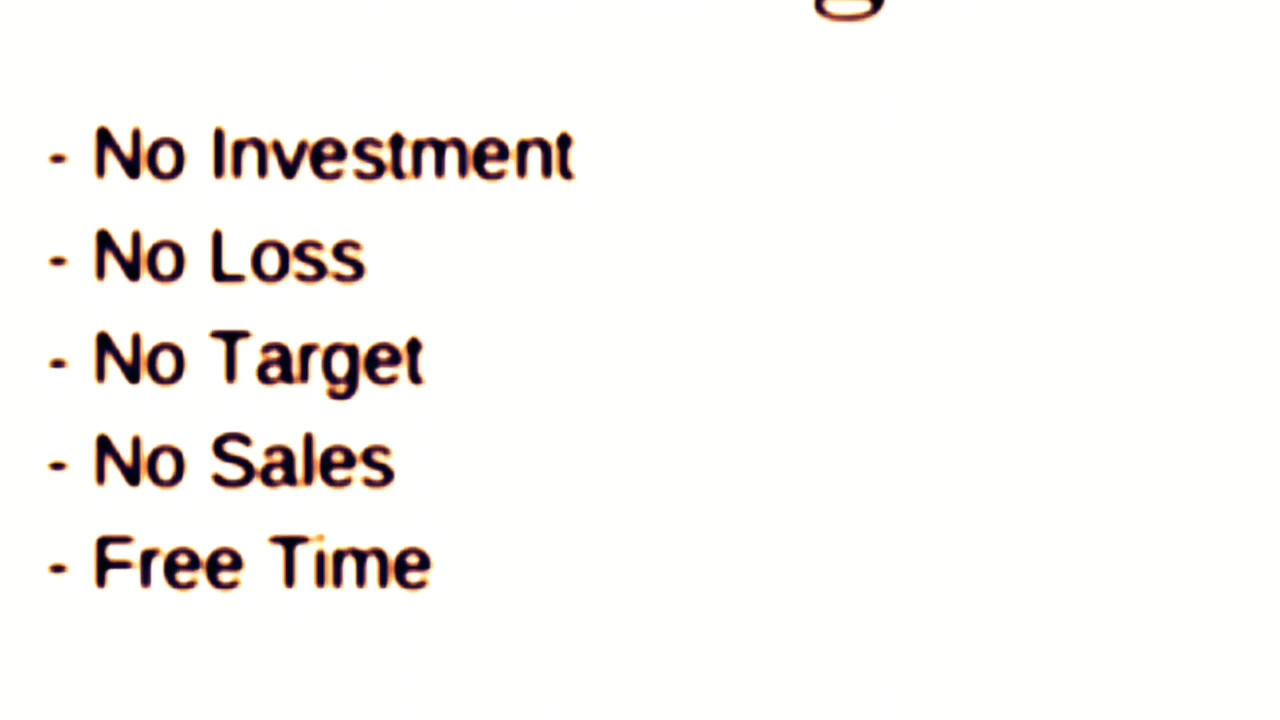 - No Investment
- No Loss
- No Target
- No Sales
- Free Time